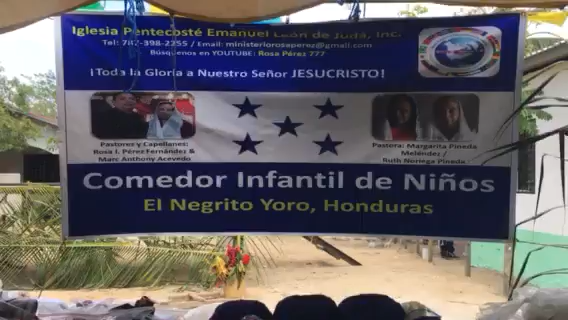 Iglesia Pentecosté Emanuel León de Judá, Inc.
Tel: 787-398-2255 / Email: ministeriorosaperez@gmail.com
Búsquenos en YOUTUBE: Rosa Pérez 777
¡Toda la Gloria a Nuestro Señor JESUCRISTO!
Pastores y Capellanes:
Rosa I. Pérez Fernández &
Marc Anthony Acevedo
Pastora: Margarita Pineda
Meléndez /
Ruth Noriega Pineda
Comedor Infantil de Niños
El Negrito Yoro, Honduras